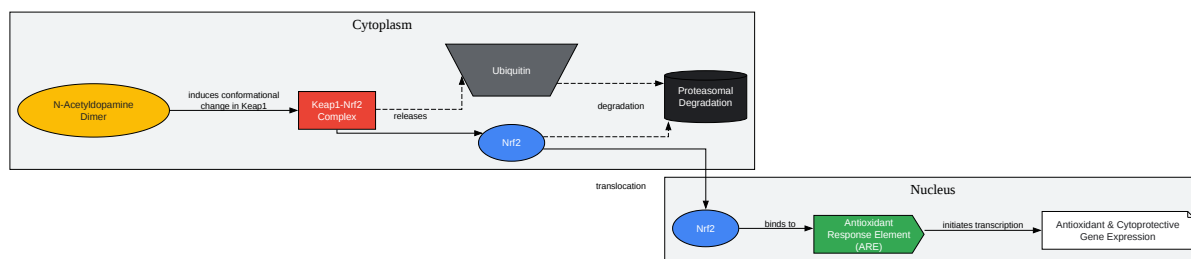 Cytoplasm
N-Acetyldopamine
Dimer
induces conformational
change in Keap1
Keap1-Nrf2
Complex
releases
Ubiquitin
Nrf2
degradation
Proteasomal
Degradation
translocation
Nucleus
Nrf2
binds to
Antioxidant
Response Element
(ARE)
initiates transcription
Antioxidant & Cytoprotective
Gene Expression